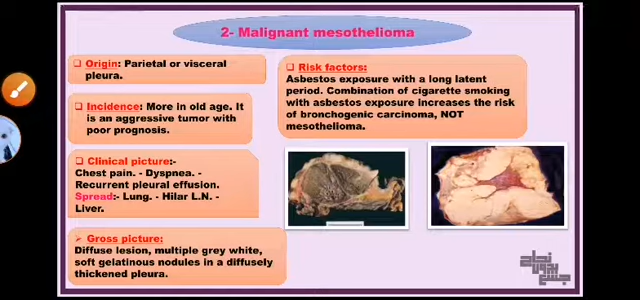 2- Malignant mesothelioma
❑ Origin: Parietal or visceral
pleura.
❑ Incidence: More in old age. It
is an aggressive tumor with
poor prognosis.
❑ Clinical picture:-
Chest pain. - Dyspnea. -
Recurrent pleural effusion.
Spread:- Lung. - Hilar L.N. -
Liver.
➢ Gross picture:
Diffuse lesion, multiple grey white,
soft gelatinous nodules in a diffusely
thickened pleura.
❑ Risk factors:
Asbestos exposure with a long latent
period. Combination of cigarette smoking
with asbestos exposure increases the risk
of bronchogenic carcinoma, NOT
mesothelioma.